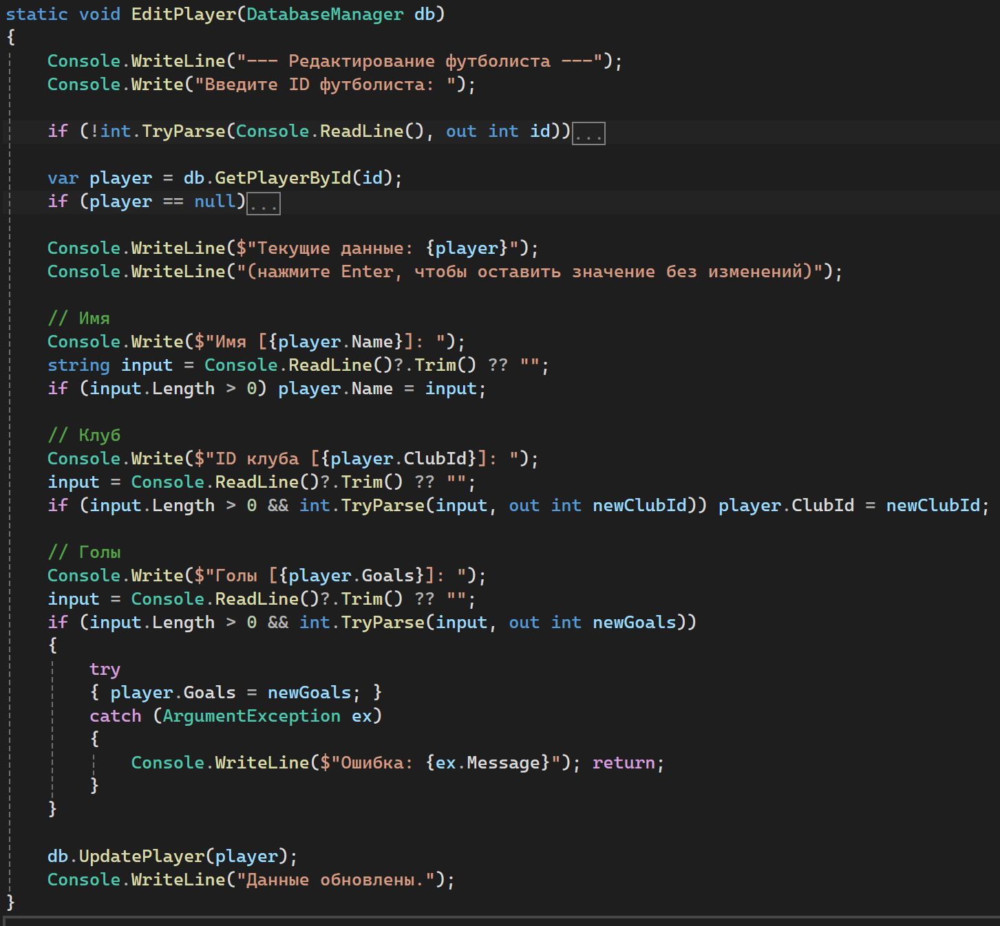 static void EditPlayer(DatabaseManager db)
{
    Console.WriteLine("--- Редактирование футболиста ---");
    Console.Write("Введите ID футболиста: ");

    if (!int.TryParse(Console.ReadLine(), out int id))...

    var player = db.GetPlayerById(id);
    if (player == null)...

    Console.WriteLine($"Текущие данные: {player}");
    Console.WriteLine("(нажмите Enter, чтобы оставить значение без изменений)");

    // Имя
    Console.Write($"Имя [{player.Name}]: ");
    string input = Console.ReadLine()?.Trim() ?? "";
    if (input.Length > 0) player.Name = input;

    // Клуб
    Console.Write($"ID клуба [{player.ClubId}]: ");
    input = Console.ReadLine()?.Trim() ?? "";
    if (input.Length > 0 && int.TryParse(input, out int newClubId)) player.ClubId = newClubId;

    // Голы
    Console.Write($"Голы [{player.Goals}]: ");
    input = Console.ReadLine()?.Trim() ?? "";
    if (input.Length > 0 && int.TryParse(input, out int newGoals))
    {
        try
        { player.Goals = newGoals; }
        catch (ArgumentException ex)
        {
            Console.WriteLine($"Ошибка: {ex.Message}"); return;
        }
    }

    db.UpdatePlayer(player);
    Console.WriteLine("Данные обновлены.");
}